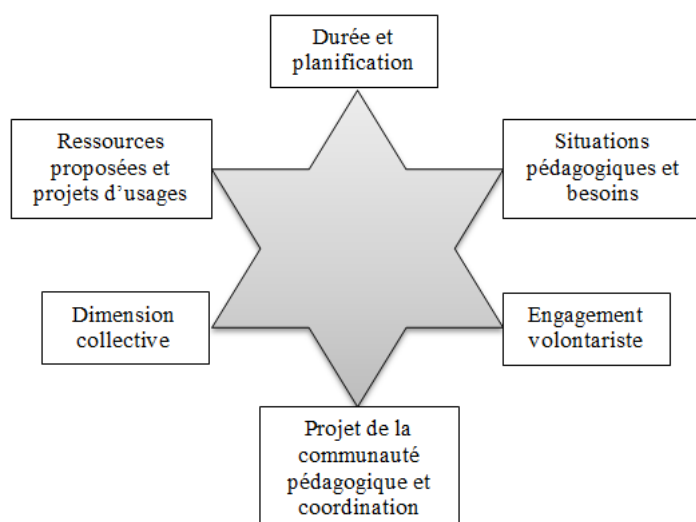 Durée et
planification
Ressources
proposées et
projets d'usages
Situations
pédagogiques et
besoins
Dimension
collective
Engagement
volontariste
Projet de la
communauté
pédagogique et
coordination